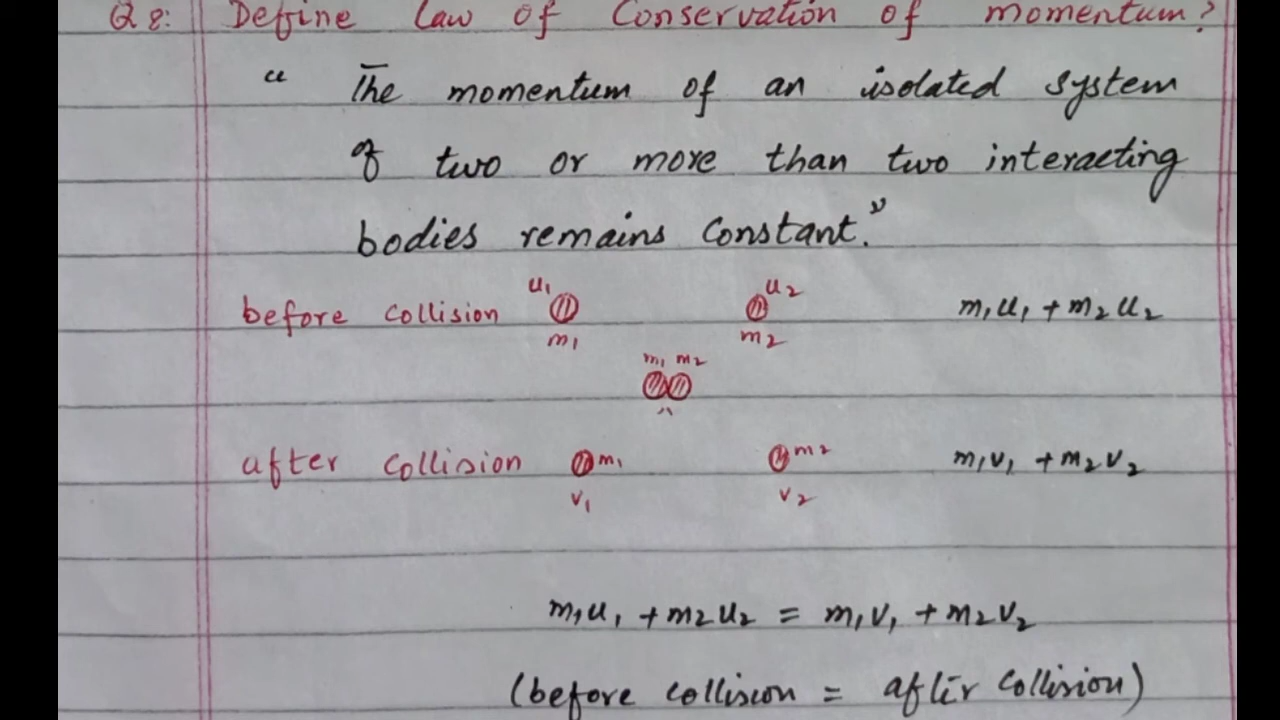 Q 8: Define Law of Conservation of momentum?
“ The momentum of an isolated system
of two or more than two interacting
bodies remains constant.”
before collision u₁ m₁ u₂ m₂ m₁u₁ + m₂u₂
m₁ m₂
after collision m₁ v₁ m₂ v₂ m₁v₁ + m₂v₂
m₁u₁ + m₂u₂ = m₁v₁ + m₂v₂
(before collision = after collision)